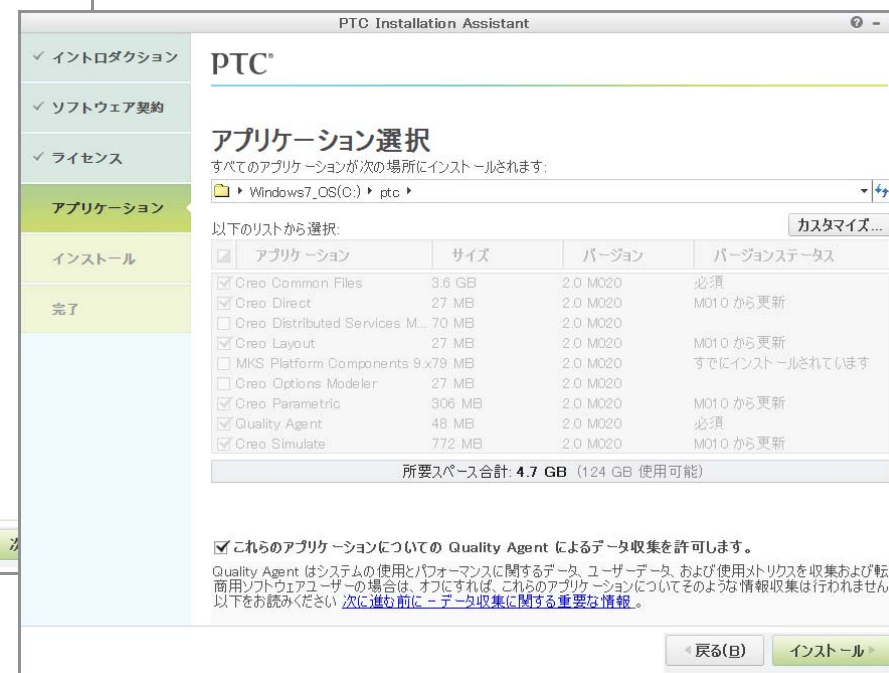 PTC Installation Assistant
イントロダクション
ソフトウェア契約
ライセンス
アプリケーション
インストール
完了
PTC®
アプリケーション選択
すべてのアプリケーションが次の場所にインストールされます:
Windows7_OS(C:) ptc
以下のリストから選択:
カスタマイズ...
アプリケーション サイズ バージョン バージョンステータス
Creo Common Files 3.6 GB 2.0 M020 必須
Creo Direct 27 MB 2.0 M020 M010 から更新
Creo Distributed Services M... 70 MB 2.0 M020
Creo Layout 27 MB 2.0 M020 M010 から更新
MKS Platform Components 9.x 79 MB 2.0 M020 すでにインストールされています
Creo Options Modeler 27 MB 2.0 M020
Creo Parametric 306 MB 2.0 M020 M010 から更新
Quality Agent 48 MB 2.0 M020 必須
Creo Simulate 772 MB 2.0 M020 M010 から更新
所要スペース合計: 4.7 GB (124 GB 使用可能)
次
これらのアプリケーションについての Quality Agent によるデータ収集を許可します。
Quality Agent はシステムの使用とパフォーマンスに関するデータ、ユーザーデータ、および使用メトリクスを収集および転
商用ソフトウェアユーザーの場合は、オフにすれば、これらのアプリケーションについてそのような情報収集は行われません
以下をお読みください 次に進む前に - データ収集に関する重要な情報 。
戻る(B)
インストール